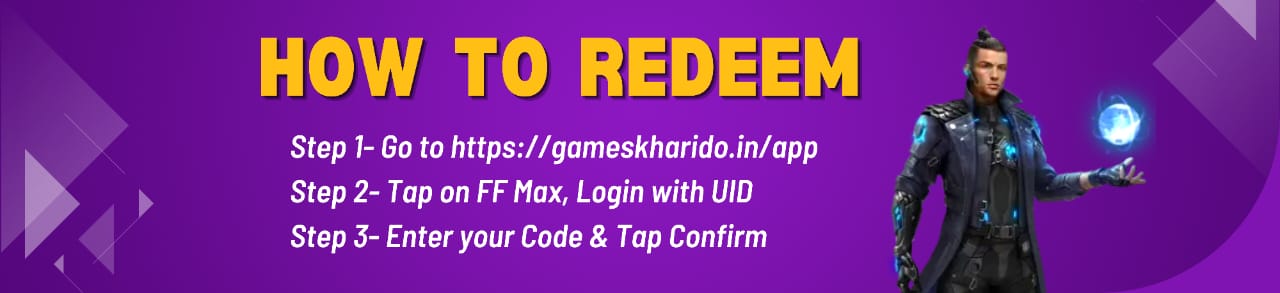 HOW TO REDEEM
Step 1- Go to https://gameskharido.in/app
Step 2- Tap on FF Max, Login with UID
Step 3- Enter your Code & Tap Confirm